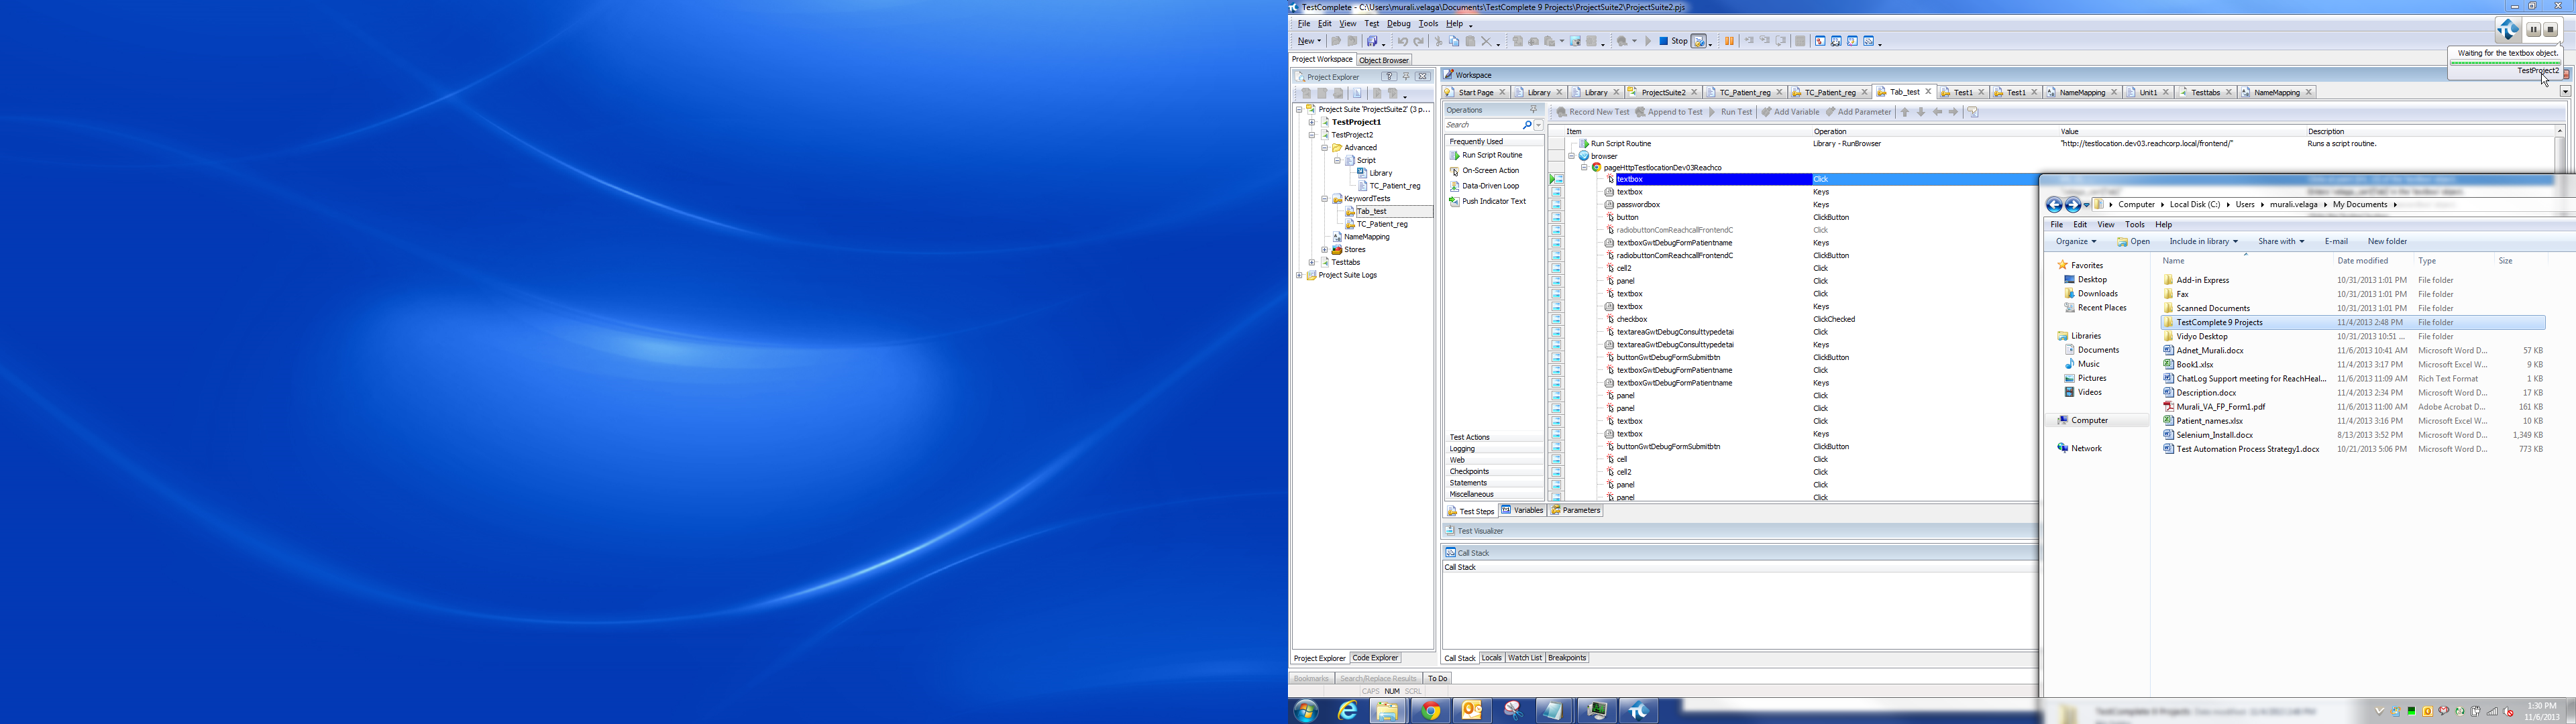 TestComplete - C:\Users\murali.velaga\Documents\TestComplete 9 Projects\ProjectSuite2\ProjectSuite2.pjs
File Edit View Test Debug Tools Help
New Stop
Waiting for the textbox object.
TestProject2
Project Workspace Object Browser
Project Explorer
Project Suite 'ProjectSuite2' (3 p...
TestProject1
TestProject2
Advanced
Script
Library
TC_Patient_reg
KeywordTests
Tab_test
TC_Patient_reg
NameMapping
Stores
Testtabs
Project Suite Logs
Project Explorer Code Explorer
Workspace
Start Page Library Library ProjectSuite2 TC_Patient_reg TC_Patient_reg Tab_test Test1 Test1 NameMapping Unit1 Testtabs NameMapping
Operations
Search
Frequently Used
Run Script Routine
On-Screen Action
Data-Driven Loop
Push Indicator Text
Test Actions
Logging
Web
Checkpoints
Statements
Miscellaneous
Record New Test Append to Test Run Test Add Variable Add Parameter
Item Operation Value Description
Run Script Routine Library - RunBrowser "http://testlocation.dev03.reachcorp.local/frontend/" Runs a script routine.
browser
pageHttpTestlocationDev03Reachco
textbox Click
textbox Keys
passwordbox Keys
button ClickButton
radiobuttonComReachcallFrontendC Click
textboxGwtDebugFormPatientname Keys
radiobuttonComReachcallFrontendC ClickButton
cell2 Click
panel Click
textbox Click
textbox Keys
checkbox ClickChecked
textareaGwtDebugConsulttypedetai Click
textareaGwtDebugConsulttypedetai Keys
buttonGwtDebugFormSubmitbtn ClickButton
textboxGwtDebugFormPatientname Click
textboxGwtDebugFormPatientname Keys
panel Click
panel Click
textbox Click
textbox Keys
buttonGwtDebugFormSubmitbtn ClickButton
cell Click
cell2 Click
panel Click
panel Click
Test Steps Variables Parameters
Test Visualizer
Call Stack
Call Stack
Call Stack Locals Watch List Breakpoints
Bookmarks Search/Replace Results To Do
CAPS NUM SCRL
Computer Local Disk (C:) Users murali.velaga My Documents
File Edit View Tools Help
Organize Open Include in library Share with E-mail New folder
Favorites
Desktop
Downloads
Recent Places
Libraries
Documents
Music
Pictures
Videos
Computer
Network
Name Date modified Type Size
Add-in Express 10/31/2013 1:01 PM File folder
Fax 10/31/2013 1:01 PM File folder
Scanned Documents 10/31/2013 1:01 PM File folder
TestComplete 9 Projects 11/4/2013 2:48 PM File folder
Vidyo Desktop 10/31/2013 10:51 ... File folder
Adnet_Murali.docx 11/6/2013 10:41 AM Microsoft Word D... 57 KB
Book1.xlsx 11/4/2013 3:17 PM Microsoft Excel W... 9 KB
ChatLog Support meeting for ReachHeal... 11/6/2013 11:09 AM Rich Text Format 1 KB
Description.docx 11/4/2013 2:34 PM Microsoft Word D... 17 KB
Murali_VA_FP_Form1.pdf 11/6/2013 11:00 AM Adobe Acrobat D... 161 KB
Patient_names.xlsx 11/4/2013 3:16 PM Microsoft Excel W... 10 KB
Selenium_Install.docx 8/13/2013 3:52 PM Microsoft Word D... 1,349 KB
Test Automation Process Strategy1.docx 10/21/2013 5:06 PM Microsoft Word D... 773 KB
1:30 PM
11/6/2013